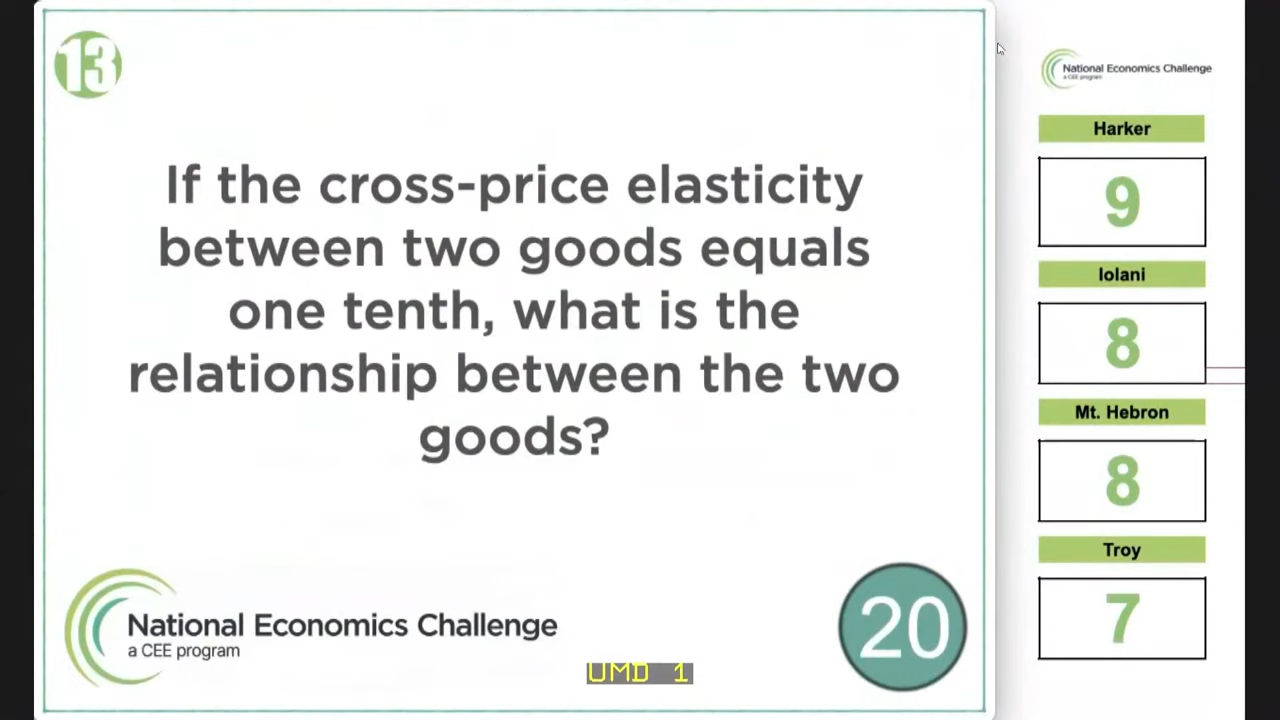 13
If the cross-price elasticity
between two goods equals
one tenth, what is the
relationship between the two
goods?
National Economics Challenge
a CEE program
20
UMD 1
National Economics Challenge
a CEE program
Harker
9
Iolani
8
Mt. Hebron
8
Troy
7